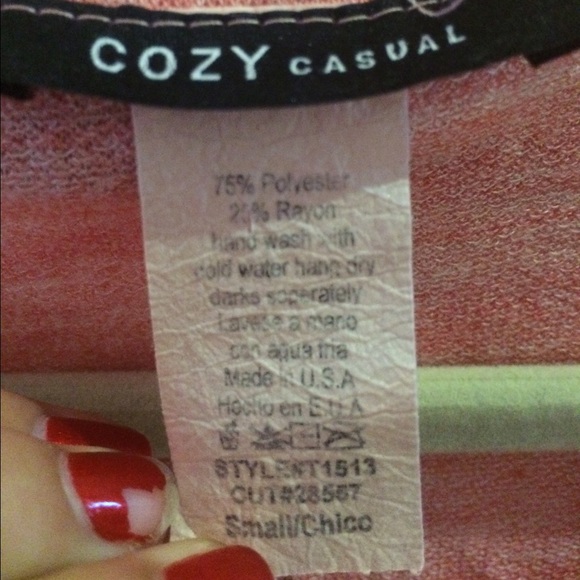 COZY CASUAL
75% Polyester
25% Rayon
hand wash with
cold water hang dry
darks seperately
Lavese a mano
con agua fria
Made in U.S.A
Hecho en E.U.A
STYLE#T1513
CUT#28567
Small/Chico